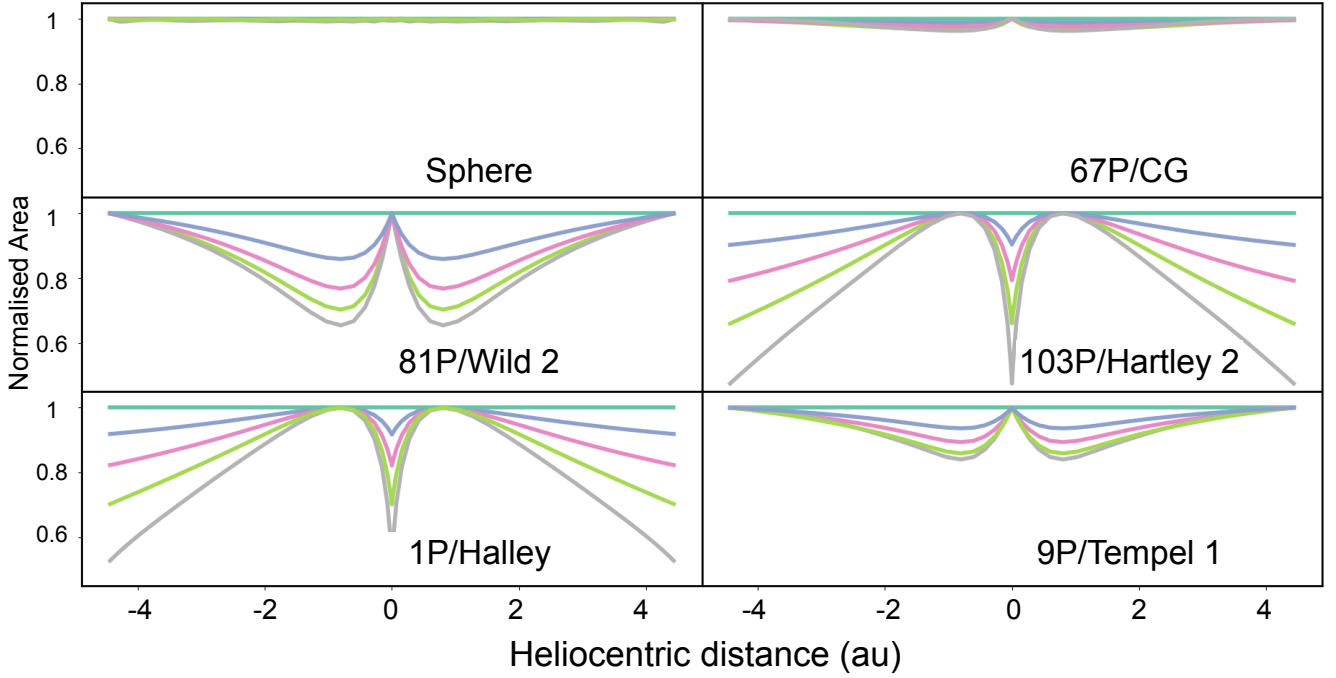 1
0.8
0.6
Sphere
67P/CG
Normalised Area
1
0.8
0.6
81P/Wild 2
103P/Hartley 2
1
0.8
0.6
1P/Halley
9P/Tempel 1
-4 -2 0 2 4 -4 -2 0 2 4
Heliocentric distance (au)